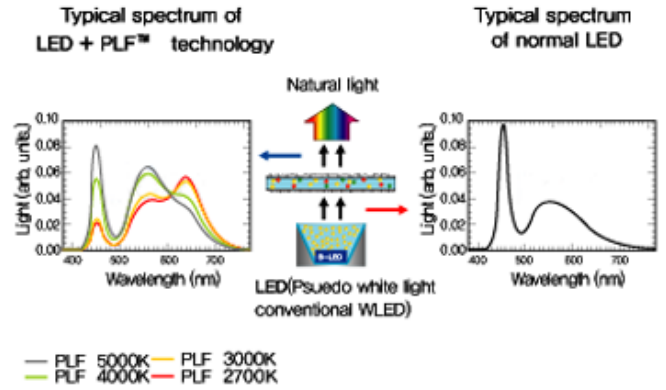 Typical spectrum of
LED + PLF™ technology
Typical spectrum
of normal LED
Natural light
0.10
0.08
0.06
0.04
0.02
0.00
Light (arb, units.)
400 500 600 700
Wavelength (nm)
B-LED
LED(Psuedo white light
conventional WLED)
0.10
0.08
0.06
0.04
0.02
0.00
Light (arb, units.)
400 500 600 700
Wavelength (nm)
PLF 5000K
PLF 3000K
PLF 4000K
PLF 2700K